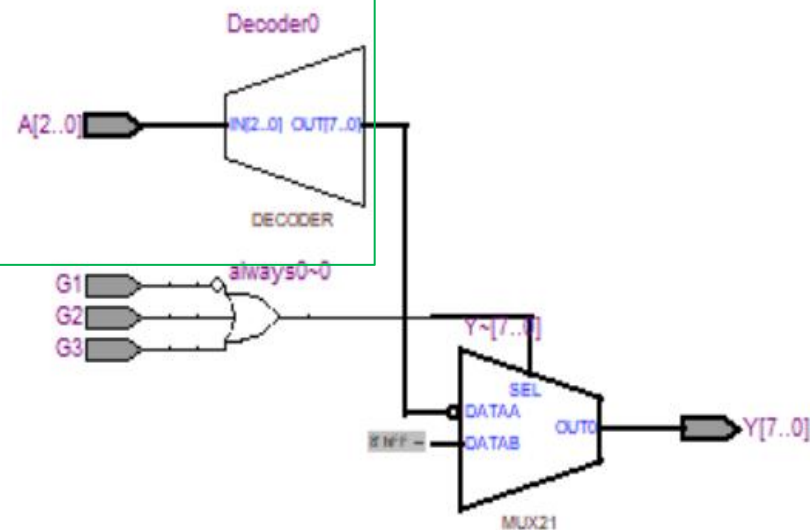 Decoder0
A[2..0]
IN[2..0] OUT[7..0]
DECODER
always0~0
G1
G2
G3
Y~[7..0]
SEL
DATAA
DATAB
OUT0
Y[7..0]
MUX21